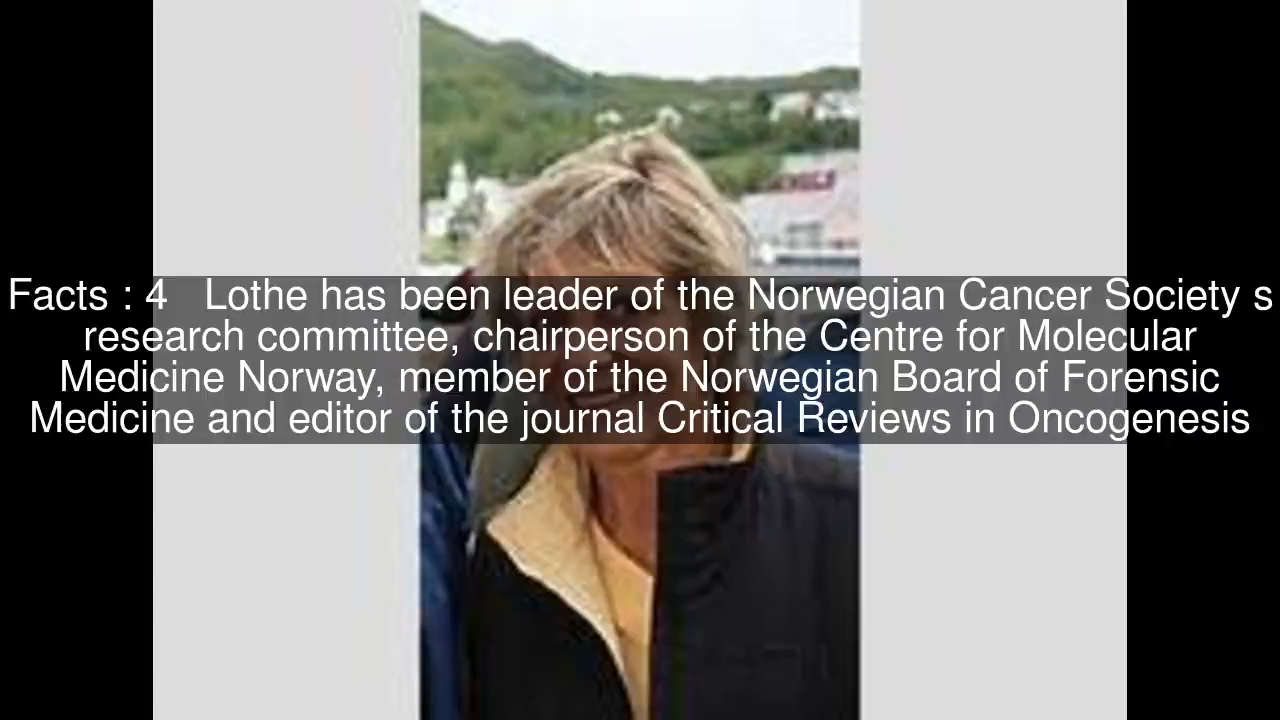 Facts : 4 Lothe has been leader of the Norwegian Cancer Society s
research committee, chairperson of the Centre for Molecular
Medicine Norway, member of the Norwegian Board of Forensic
Medicine and editor of the journal Critical Reviews in Oncogenesis